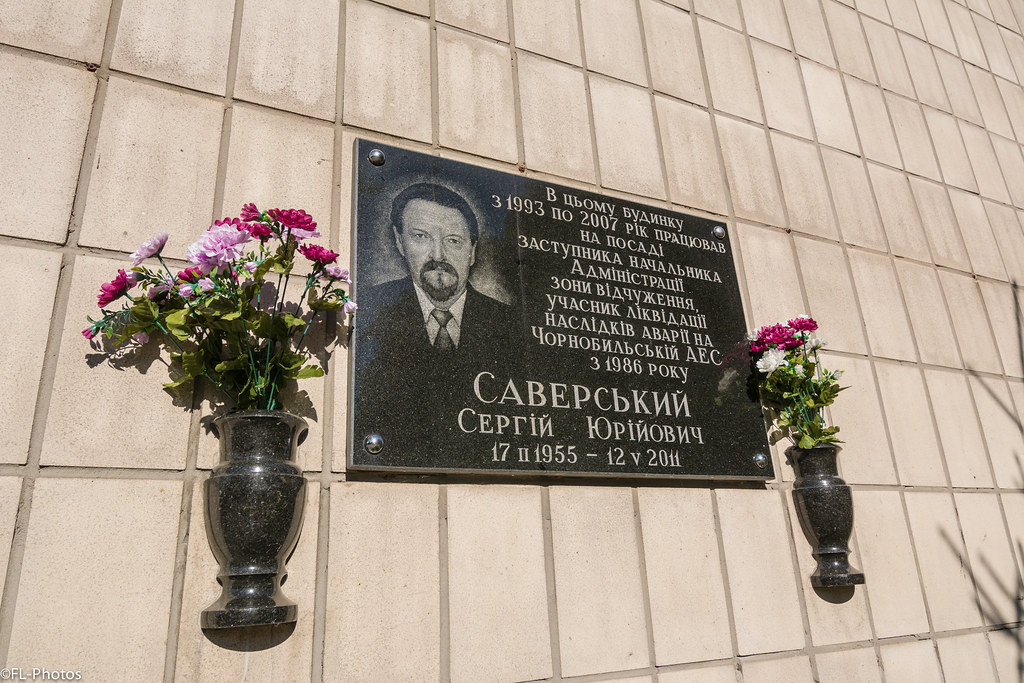 В цьому будинку
з 1993 по 2007 рік працював
на посаді
заступника начальника
Адміністрації
зони відчуження,
учасник ліквідації
наслідків аварії на
Чорнобильській АЕС
з 1986 року
Саверський
Сергій Юрійович
17 II 1955 – 12 V 2011
©FL-Photos